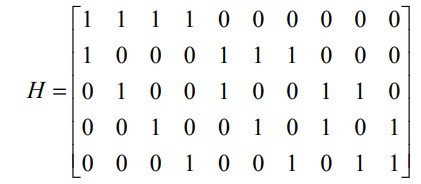 1 1 1 1 0 0 0 0 0 0
1 0 0 0 1 1 1 0 0 0
H = 0 1 0 0 1 0 0 1 1 0
0 0 1 0 0 1 0 1 0 1
0 0 0 1 0 0 1 0 1 1